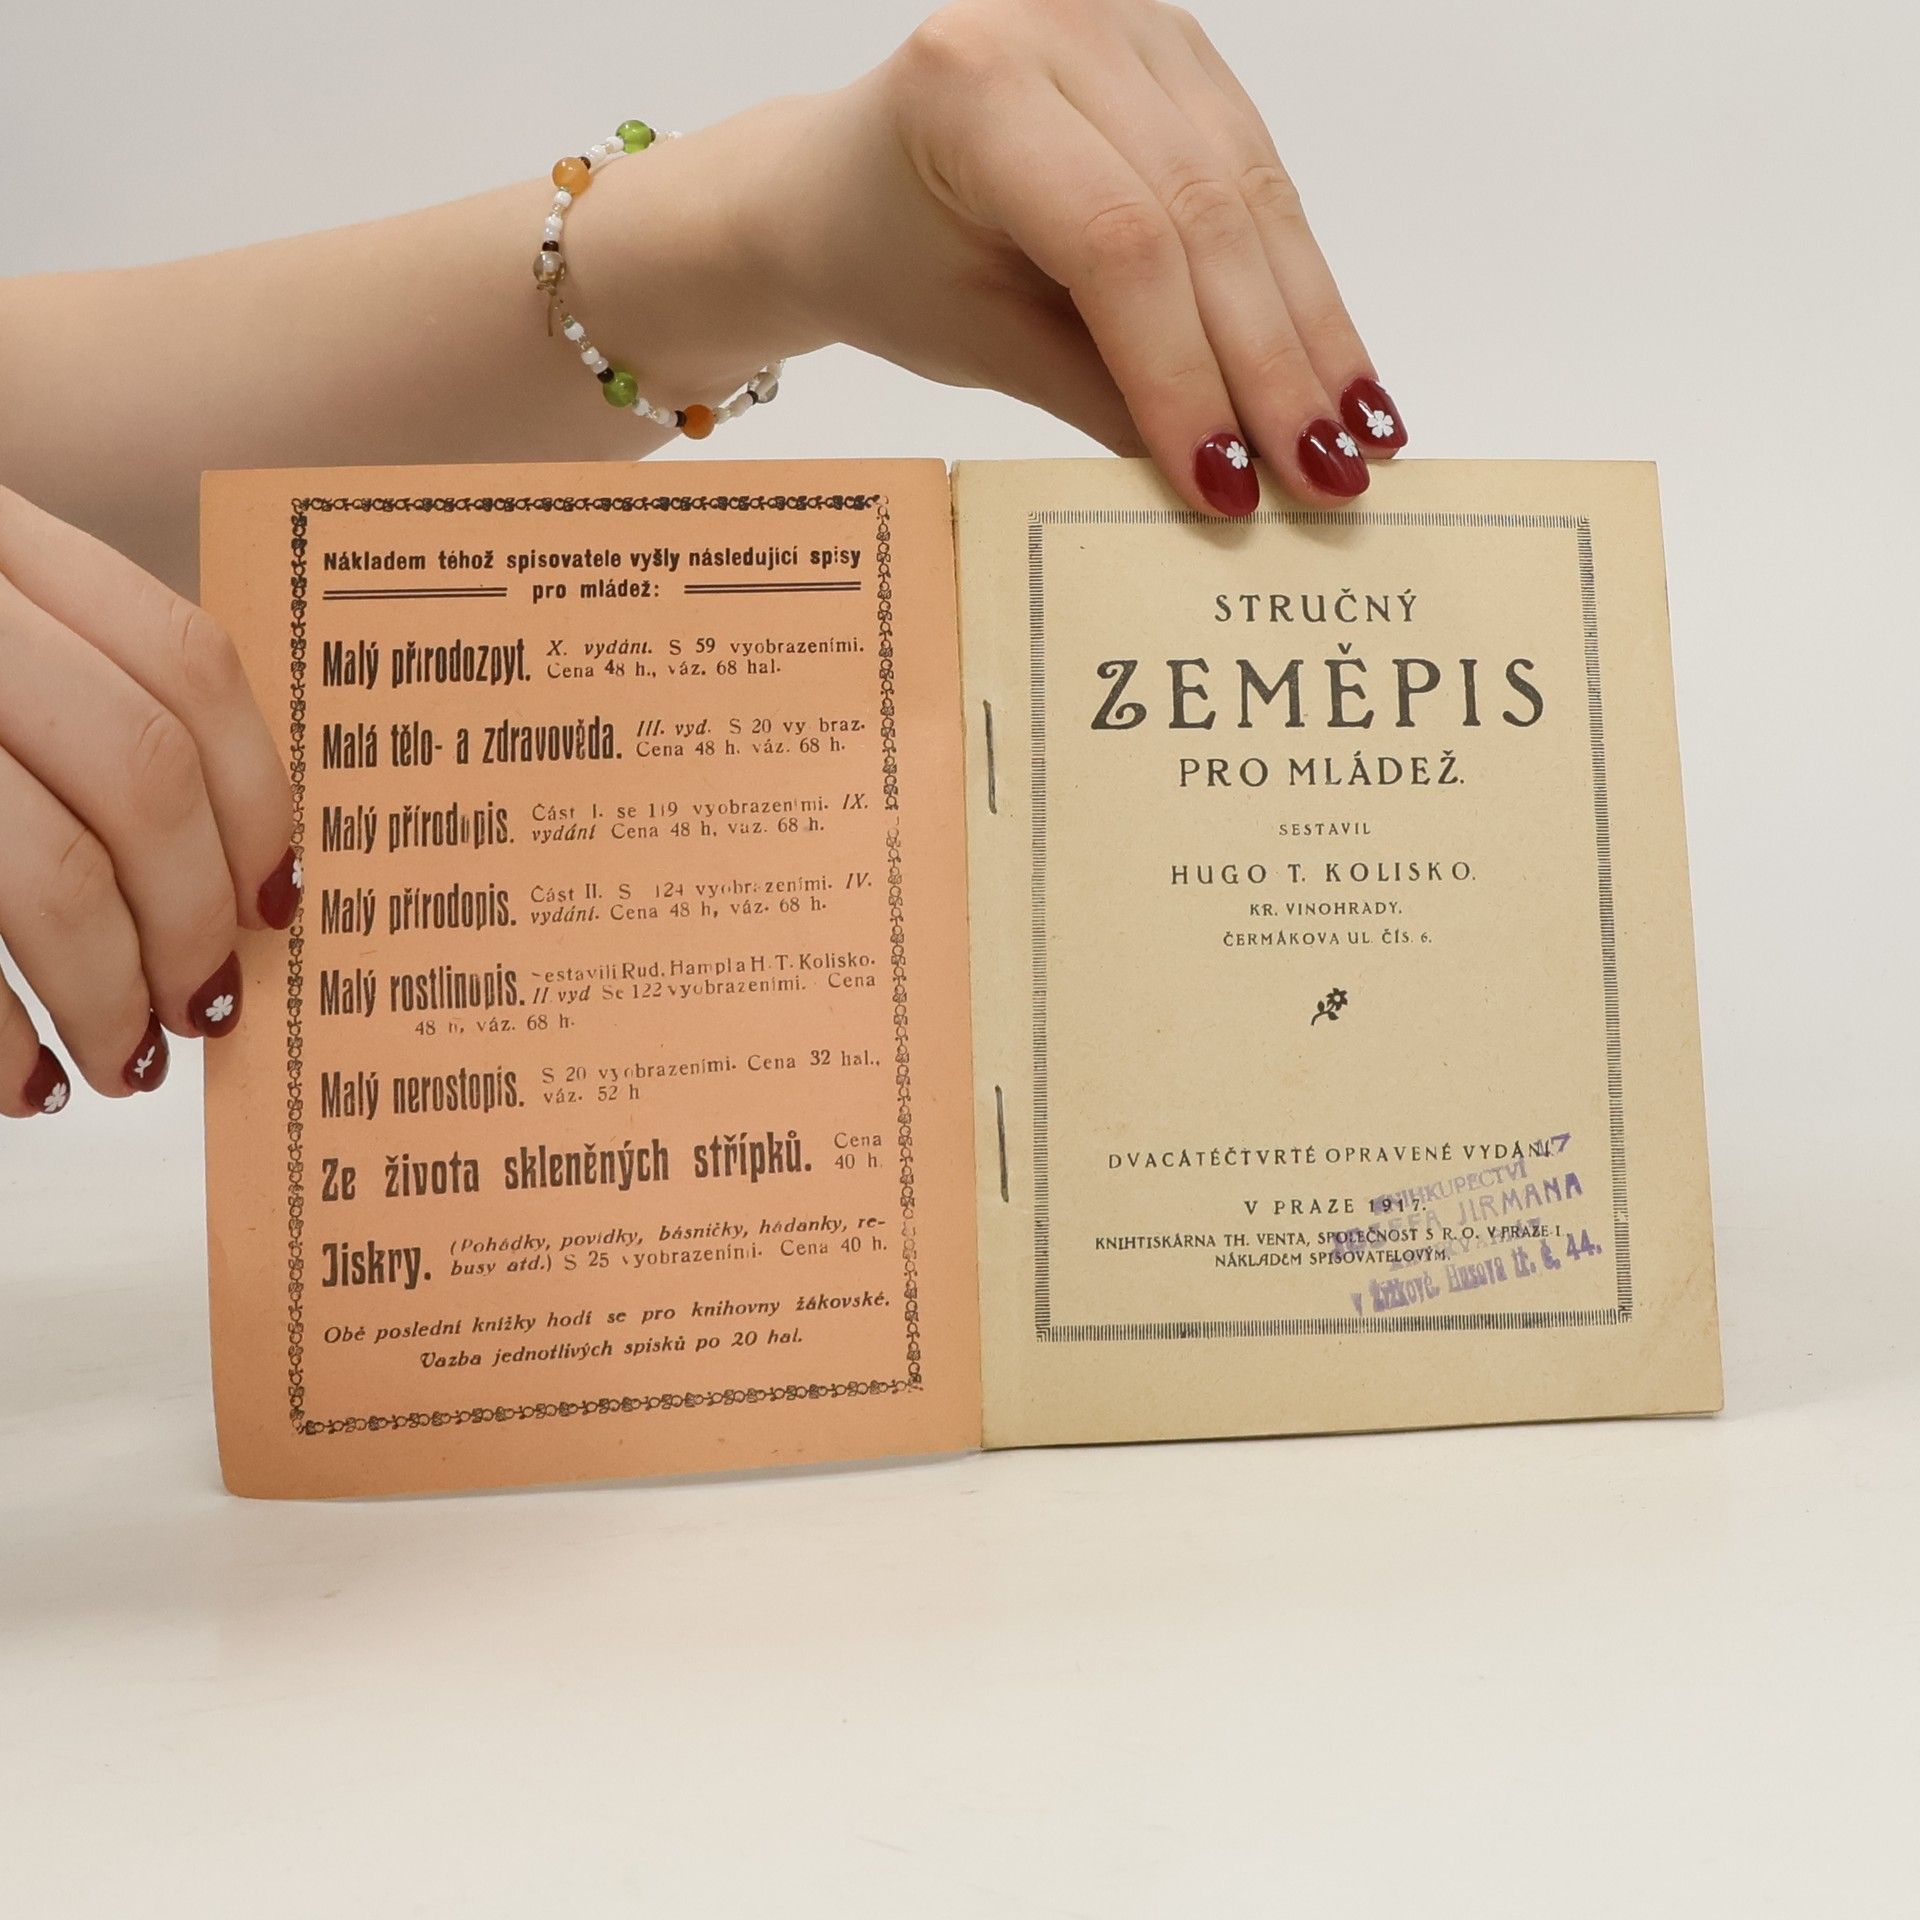 Nákladem téhož spisovatele vyšly následující spisy
pro mládež:
Malý přírodozpyt. X. vydání. S 59 vyobrazeními.
Cena 48 h., váz. 68 hal.
Malá tělo- a zdravověda. III. vyd. S 20 vy braz.
Cena 48 h. váz. 68 h.
Malý přírodopis. Část I. se 119 vyobrazeními. IX.
vydání Cena 48 h, váz. 68 h.
Malý přírodopis. Část II. S 124 vyobrazeními. IV.
vydání. Cena 48 h, váz. 68 h.
Malý rostlinopis. Sestavili Rud. Hampl a H. T. Kolisko.
II. vyd Se 122 vyobrazeními. Cena
48 h, váz. 68 h.
Malý nerostopis. S 20 vyobrazeními. Cena 32 hal.,
váz. 52 h
Ze života skleněných střípků. Cena
40 h.
Jiskry. (Pohádky, povídky, básničky, hádanky, re-
busy atd.) S 25 vyobrazeními. Cena 40 h.
Obě poslední knížky hodí se pro knihovny žákovské.
Vazba jednotlivých spisků po 20 hal.
STRUČNÝ
ZEMĚPIS
PRO MLÁDEŽ.
SESTAVIL
HUGO T. KOLISKO.
KR. VINOHRADY.
ČERMÁKOVA UL. ČÍS. 6.
DVACÁTÉČTVRTÉ OPRAVENÉ VYDÁNÍ.
V PRAZE 1917.
KNIHTISKÁRNA TH. VENTA, SPOLEČNOST S R. O. V PRAZE I.
NÁKLADEM SPISOVATELOVÝM.
KNIHKUPECTVÍ
JOSEFA JIRMANA
v Žižkově, Husova tř. č. 44.